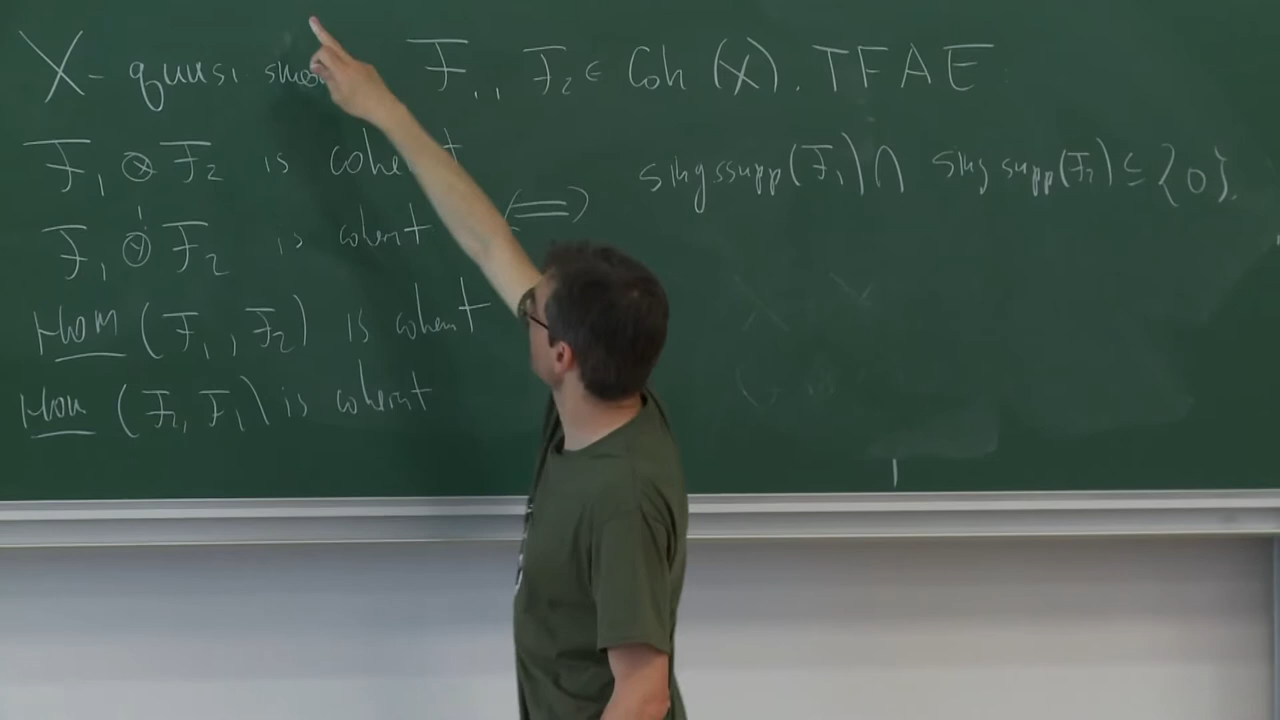 X - quasi smoo F₁, F₂ ∈ Coh (X). TFAE
F₁ ⊗ F₂ is coherent
F₁ ⊗! F₂ is coherent ⟺ singsupp(F₁) ∩ singsupp(F₂) ⊆ {0}.
Hom (F₁, F₂) is coherent
Hom (F₂, F₁) is coherent